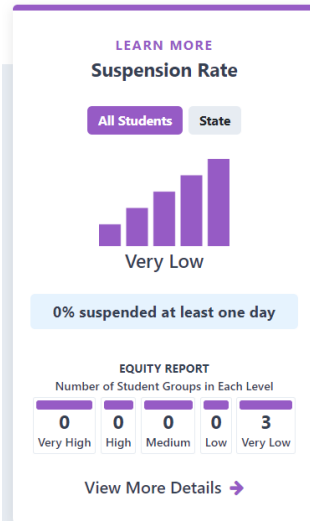 LEARN MORE
Suspension Rate
All Students State
Very Low
0% suspended at least one day
EQUITY REPORT
Number of Student Groups in Each Level
0 0 0 0 3
Very High High Medium Low Very Low
View More Details